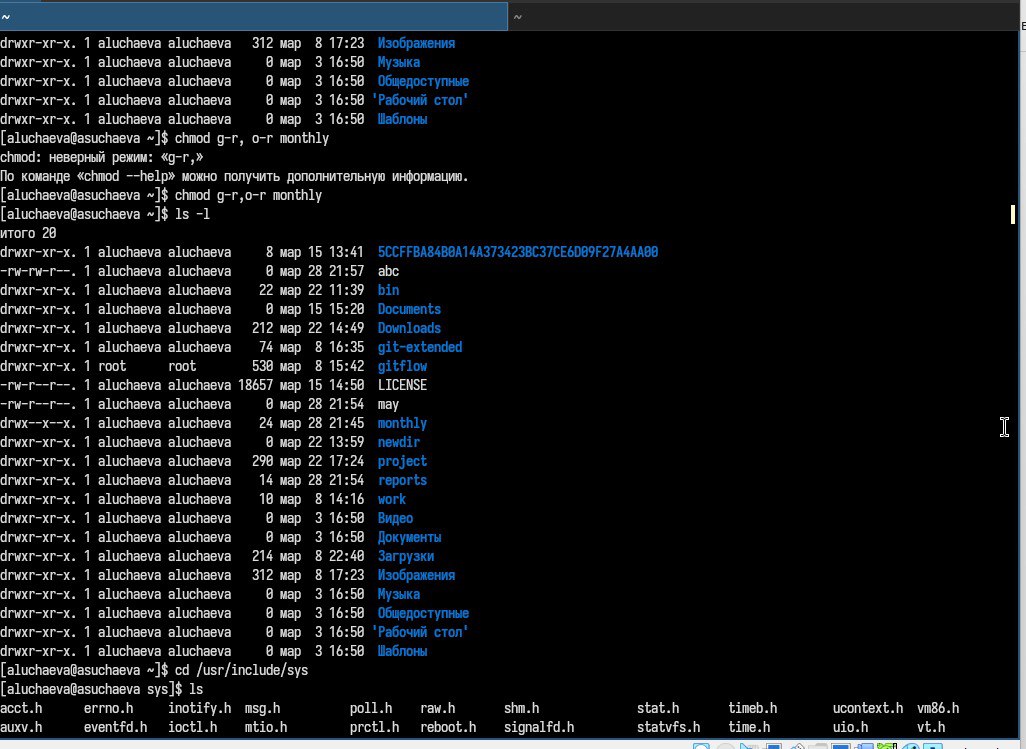 ~ ~
drwxr-xr-x. 1 aluchaeva aluchaeva   312 мар  8 17:23  Изображения
drwxr-xr-x. 1 aluchaeva aluchaeva     0 мар  3 16:50  Музыка
drwxr-xr-x. 1 aluchaeva aluchaeva     0 мар  3 16:50  Общедоступные
drwxr-xr-x. 1 aluchaeva aluchaeva     0 мар  3 16:50 'Рабочий стол'
drwxr-xr-x. 1 aluchaeva aluchaeva     0 мар  3 16:50  Шаблоны
[aluchaeva@asuchaeva ~]$ chmod g-r, o-r monthly
chmod: неверный режим: «g-r,»
По команде «chmod --help» можно получить дополнительную информацию.
[aluchaeva@asuchaeva ~]$ chmod g-r,o-r monthly
[aluchaeva@asuchaeva ~]$ ls -l
итого 20
drwxr-xr-x. 1 aluchaeva aluchaeva     8 мар 15 13:41  5CCFFBA84B0A14A373423BC37CE6D09F27A4AA00
-rw-rw-r--. 1 aluchaeva aluchaeva     0 мар 28 21:57  abc
drwxr-xr-x. 1 aluchaeva aluchaeva    22 мар 22 11:39  bin
drwxr-xr-x. 1 aluchaeva aluchaeva     0 мар 15 15:20  Documents
drwxr-xr-x. 1 aluchaeva aluchaeva   212 мар 22 14:49  Downloads
drwxr-xr-x. 1 aluchaeva aluchaeva    74 мар  8 16:35  git-extended
drwxr-xr-x. 1 root      root        530 мар  8 15:42  gitflow
-rw-r--r--. 1 aluchaeva aluchaeva 18657 мар 15 14:50  LICENSE
-rw-r--r--. 1 aluchaeva aluchaeva     0 мар 28 21:54  may
drwx--x--x. 1 aluchaeva aluchaeva    24 мар 28 21:45  monthly
drwxr-xr-x. 1 aluchaeva aluchaeva     0 мар 22 13:59  newdir
drwxr-xr-x. 1 aluchaeva aluchaeva   290 мар 22 17:24  project
drwxr-xr-x. 1 aluchaeva aluchaeva    14 мар 28 21:54  reports
drwxr-xr-x. 1 aluchaeva aluchaeva    10 мар  8 14:16  work
drwxr-xr-x. 1 aluchaeva aluchaeva     0 мар  3 16:50  Видео
drwxr-xr-x. 1 aluchaeva aluchaeva     0 мар  3 16:50  Документы
drwxr-xr-x. 1 aluchaeva aluchaeva   214 мар  8 22:40  Загрузки
drwxr-xr-x. 1 aluchaeva aluchaeva   312 мар  8 17:23  Изображения
drwxr-xr-x. 1 aluchaeva aluchaeva     0 мар  3 16:50  Музыка
drwxr-xr-x. 1 aluchaeva aluchaeva     0 мар  3 16:50  Общедоступные
drwxr-xr-x. 1 aluchaeva aluchaeva     0 мар  3 16:50 'Рабочий стол'
drwxr-xr-x. 1 aluchaeva aluchaeva     0 мар  3 16:50  Шаблоны
[aluchaeva@asuchaeva ~]$ cd /usr/include/sys
[aluchaeva@asuchaeva sys]$ ls
acct.h errno.h inotify.h msg.h poll.h raw.h shm.h stat.h timeb.h ucontext.h vm86.h
auxv.h eventfd.h ioctl.h mtio.h prctl.h reboot.h signalfd.h statvfs.h time.h uio.h vt.h